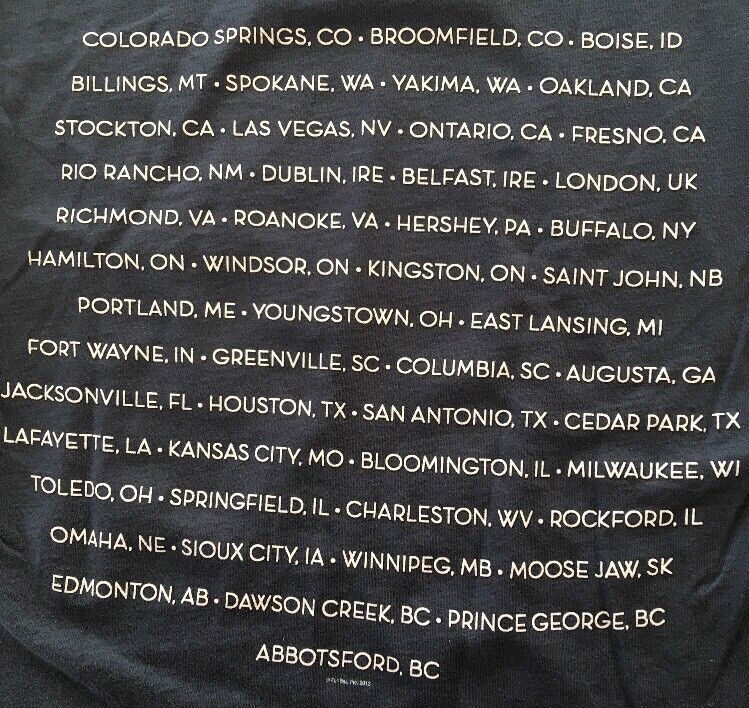 COLORADO SPRINGS, CO • BROOMFIELD, CO • BOISE, ID
BILLINGS, MT • SPOKANE, WA • YAKIMA, WA • OAKLAND, CA
STOCKTON, CA • LAS VEGAS, NV • ONTARIO, CA • FRESNO, CA
RIO RANCHO, NM • DUBLIN, IRE • BELFAST, IRE • LONDON, UK
RICHMOND, VA • ROANOKE, VA • HERSHEY, PA • BUFFALO, NY
HAMILTON, ON • WINDSOR, ON • KINGSTON, ON • SAINT JOHN, NB
PORTLAND, ME • YOUNGSTOWN, OH • EAST LANSING, MI
FORT WAYNE, IN • GREENVILLE, SC • COLUMBIA, SC • AUGUSTA, GA
JACKSONVILLE, FL • HOUSTON, TX • SAN ANTONIO, TX • CEDAR PARK, TX
LAFAYETTE, LA • KANSAS CITY, MO • BLOOMINGTON, IL • MILWAUKEE, WI
TOLEDO, OH • SPRINGFIELD, IL • CHARLESTON, WV • ROCKFORD, IL
OMAHA, NE • SIOUX CITY, IA • WINNIPEG, MB • MOOSE JAW, SK
EDMONTON, AB • DAWSON CREEK, BC • PRINCE GEORGE, BC
ABBOTSFORD, BC